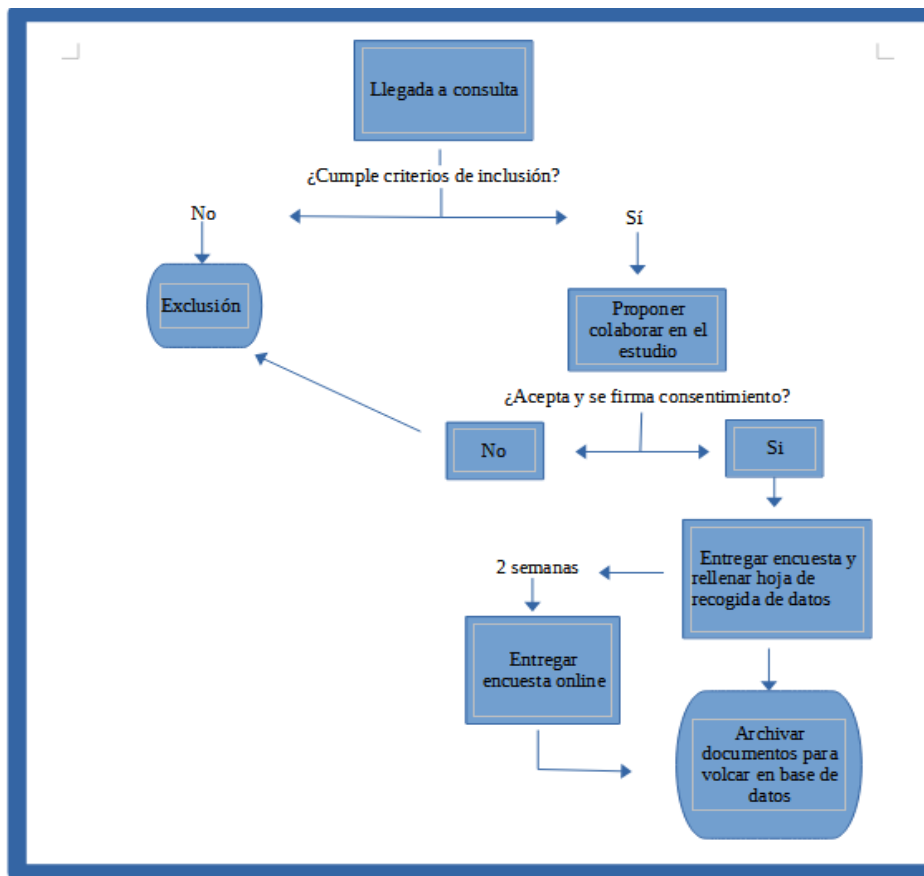 Llegada a consulta
¿Cumple criterios de inclusión?
No
Sí
Exclusión
Proponer
colaborar en el
estudio
¿Acepta y se firma consentimiento?
No
Si
Entregar encuesta y
rellenar hoja de
recogida de datos
2 semanas
Entregar
encuesta online
Archivar
documentos para
volcar en base de
datos